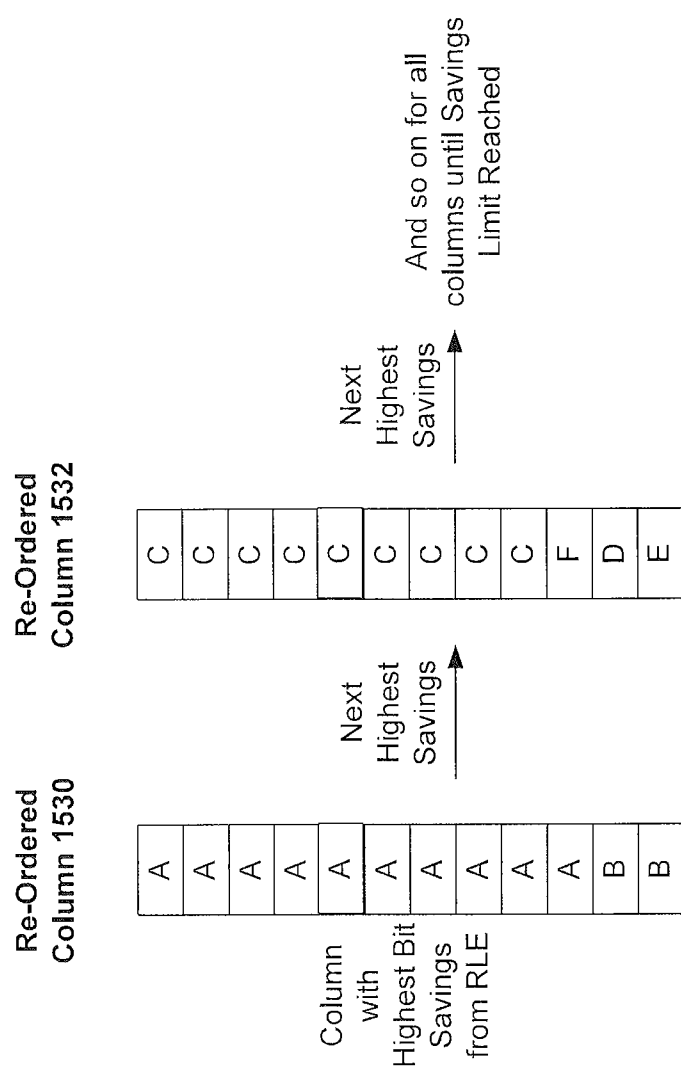 Re-Ordered
Column 1530
Column
with
Highest Bit
Savings
from RLE
A
A
A
A
A
A
A
A
A
A
B
B
Next
Highest
Savings
Re-Ordered
Column 1532
C
C
C
C
C
C
C
C
C
F
D
E
Next
Highest
Savings
And so on for all
columns until Savings
Limit Reached